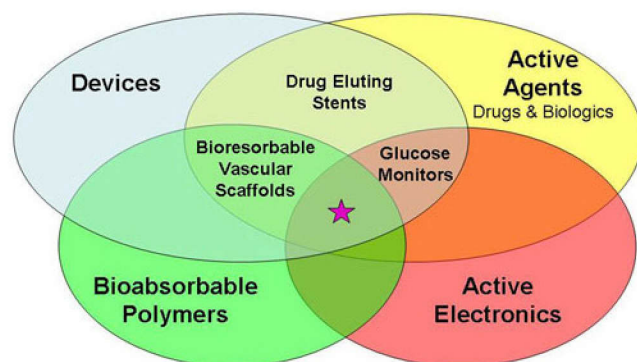 Devices
Drug Eluting
Stents
Active
Agents
Drugs & Biologics
Bioresorbable
Vascular
Scaffolds
Glucose
Monitors
Bioabsorbable
Polymers
Active
Electronics